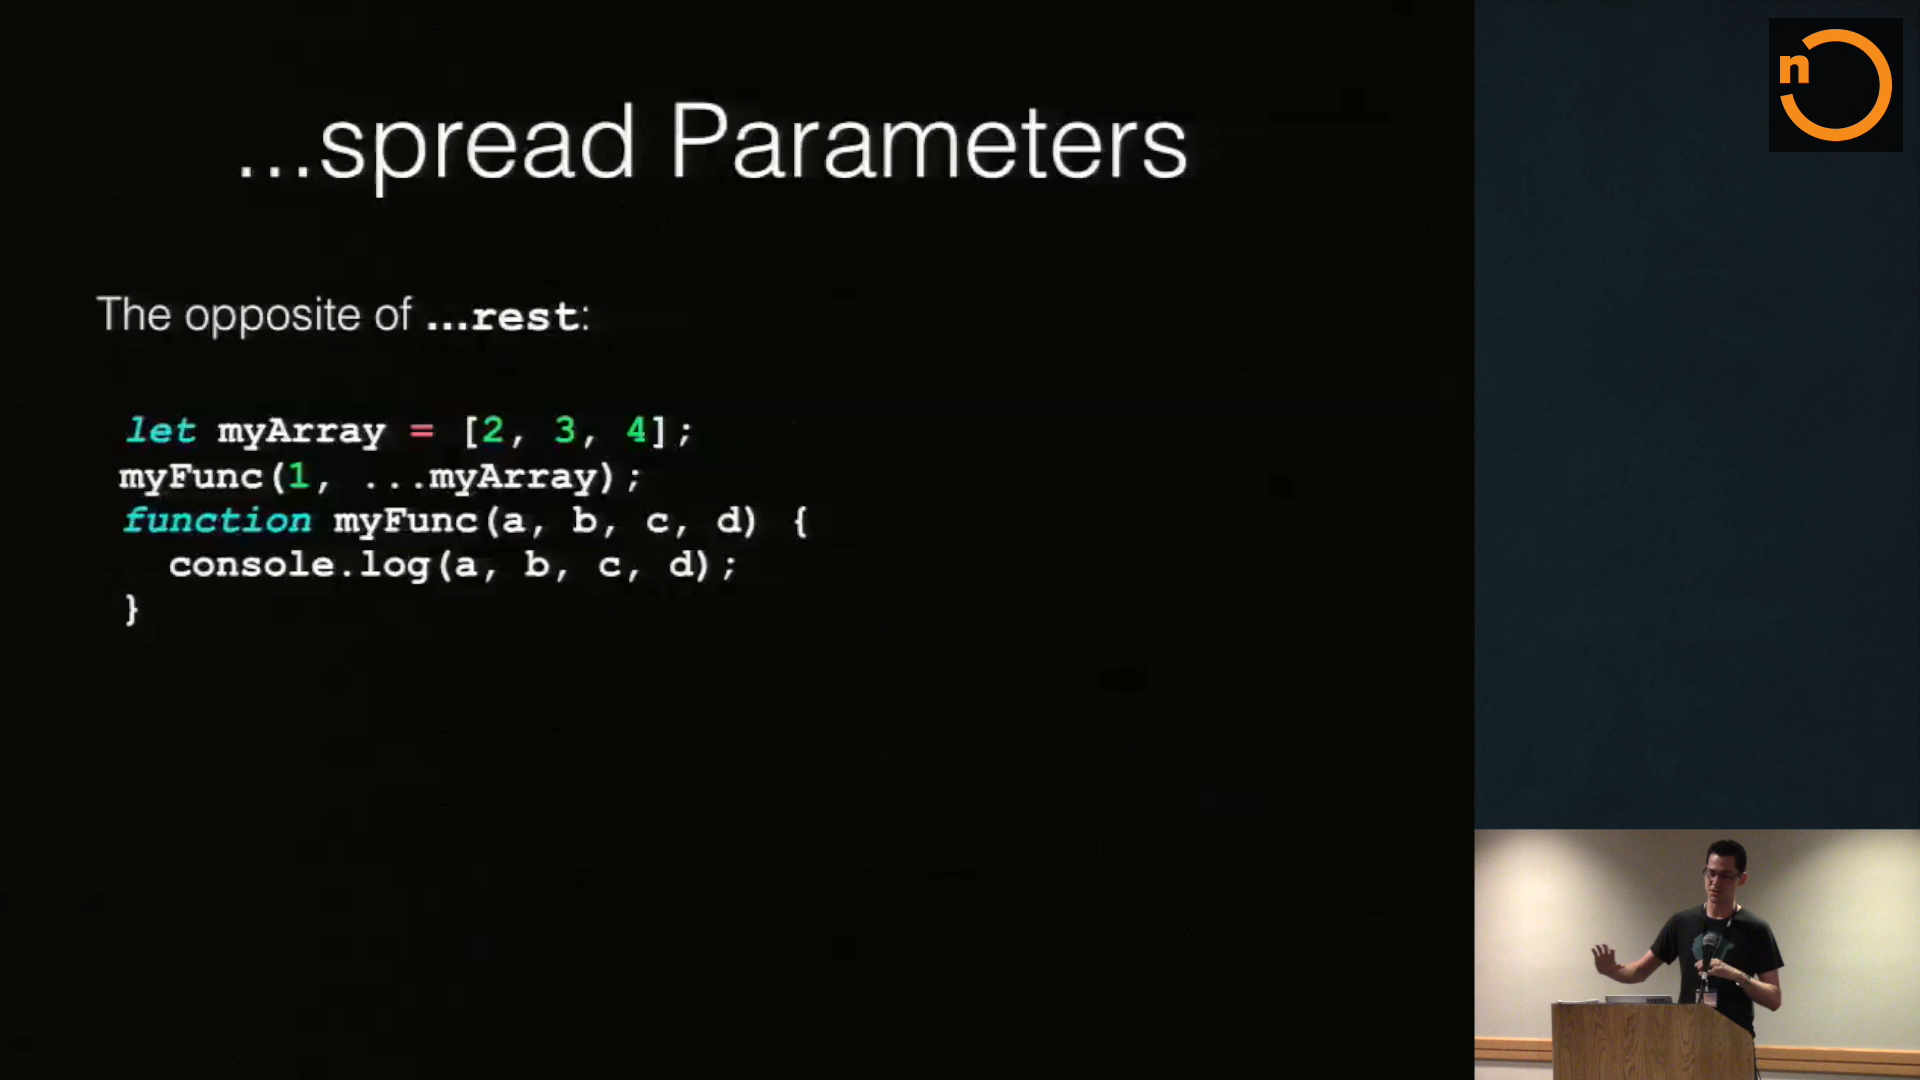 ...spread Parameters
n
The opposite of ...rest:
let myArray = [2, 3, 4];
myFunc(1, ...myArray);
function myFunc(a, b, c, d) {
  console.log(a, b, c, d);
}